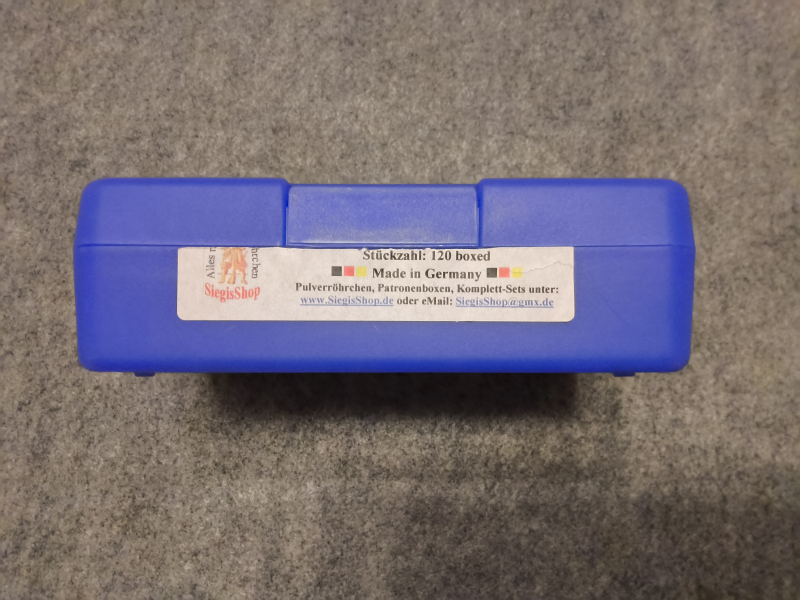 Alles
SiegisShop
Stückzahl: 120 boxed
Made in Germany
Pulverröhrchen, Patronenboxen, Komplett-Sets unter:
www.SiegisShop.de oder eMail: SiegisShop@gmx.de